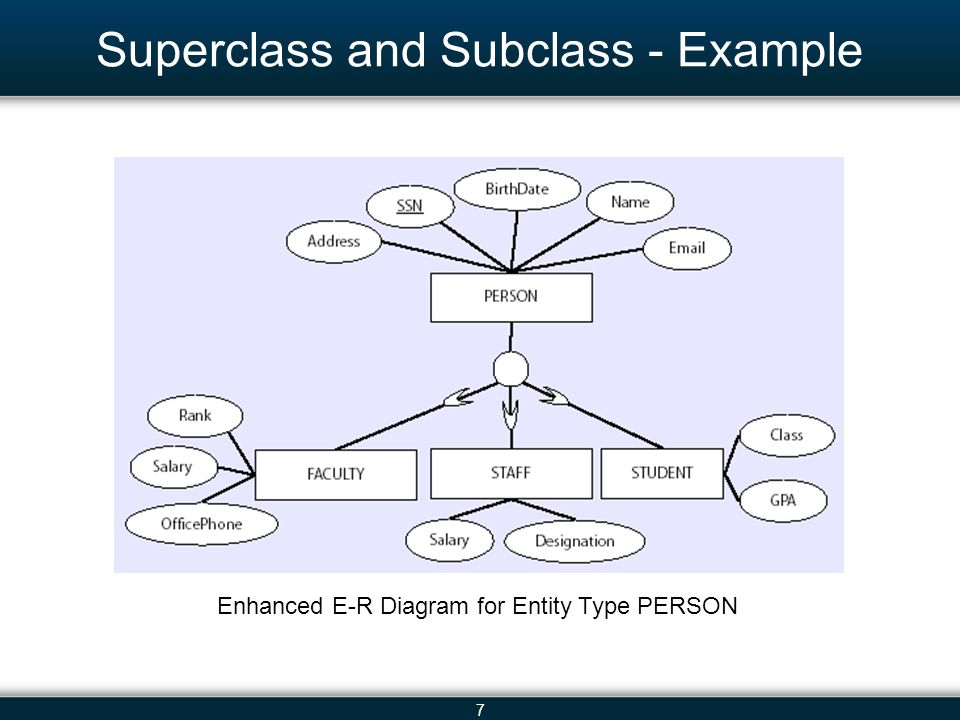 Superclass and Subclass - Example
BirthDate
SSN
Name
Address
Email
PERSON
Rank
Class
Salary
FACULTY
STAFF
STUDENT
GPA
OfficePhone
Salary
Designation
Enhanced E-R Diagram for Entity Type PERSON
7